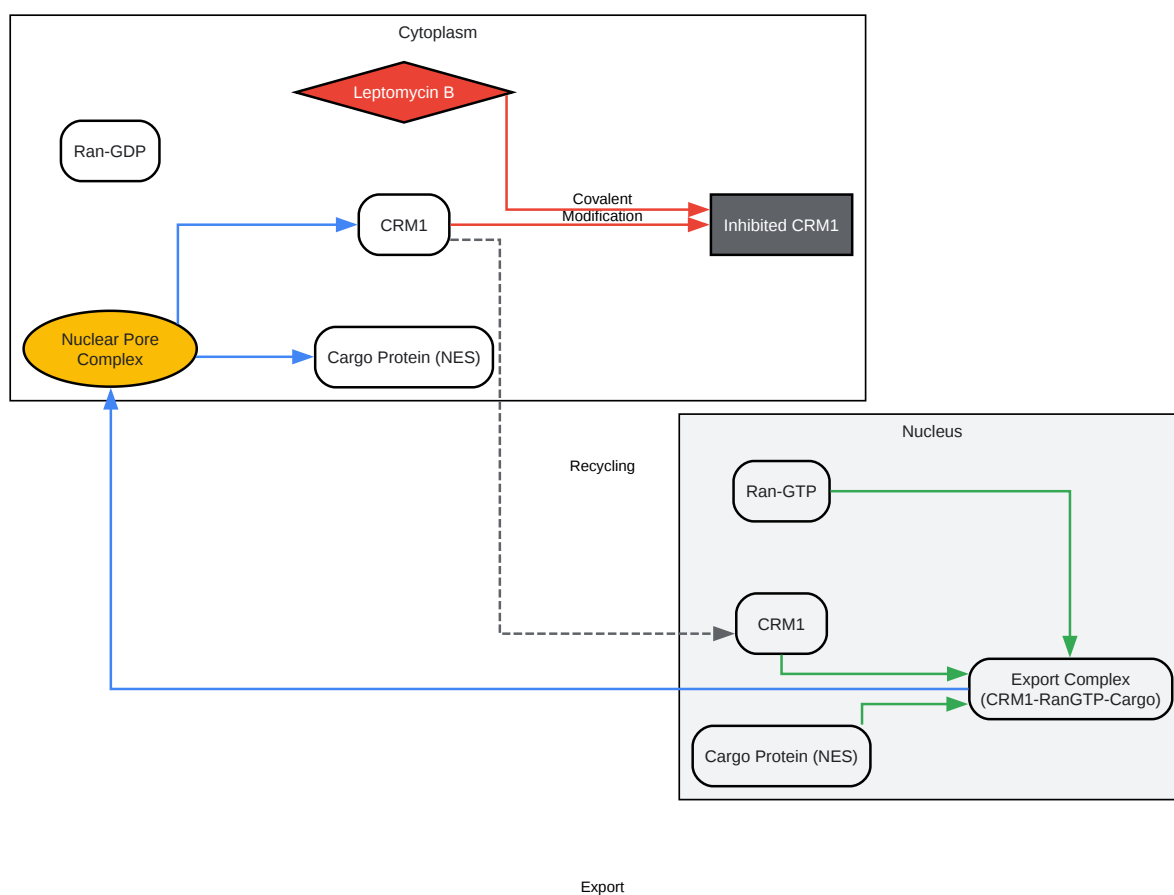 Cytoplasm
Leptomycin B
Ran-GDP
Covalent
Modification
CRM1
Inhibited CRM1
Nuclear Pore
Complex
Cargo Protein (NES)
Nucleus
Recycling
Ran-GTP
CRM1
Export Complex
(CRM1-RanGTP-Cargo)
Cargo Protein (NES)
Export